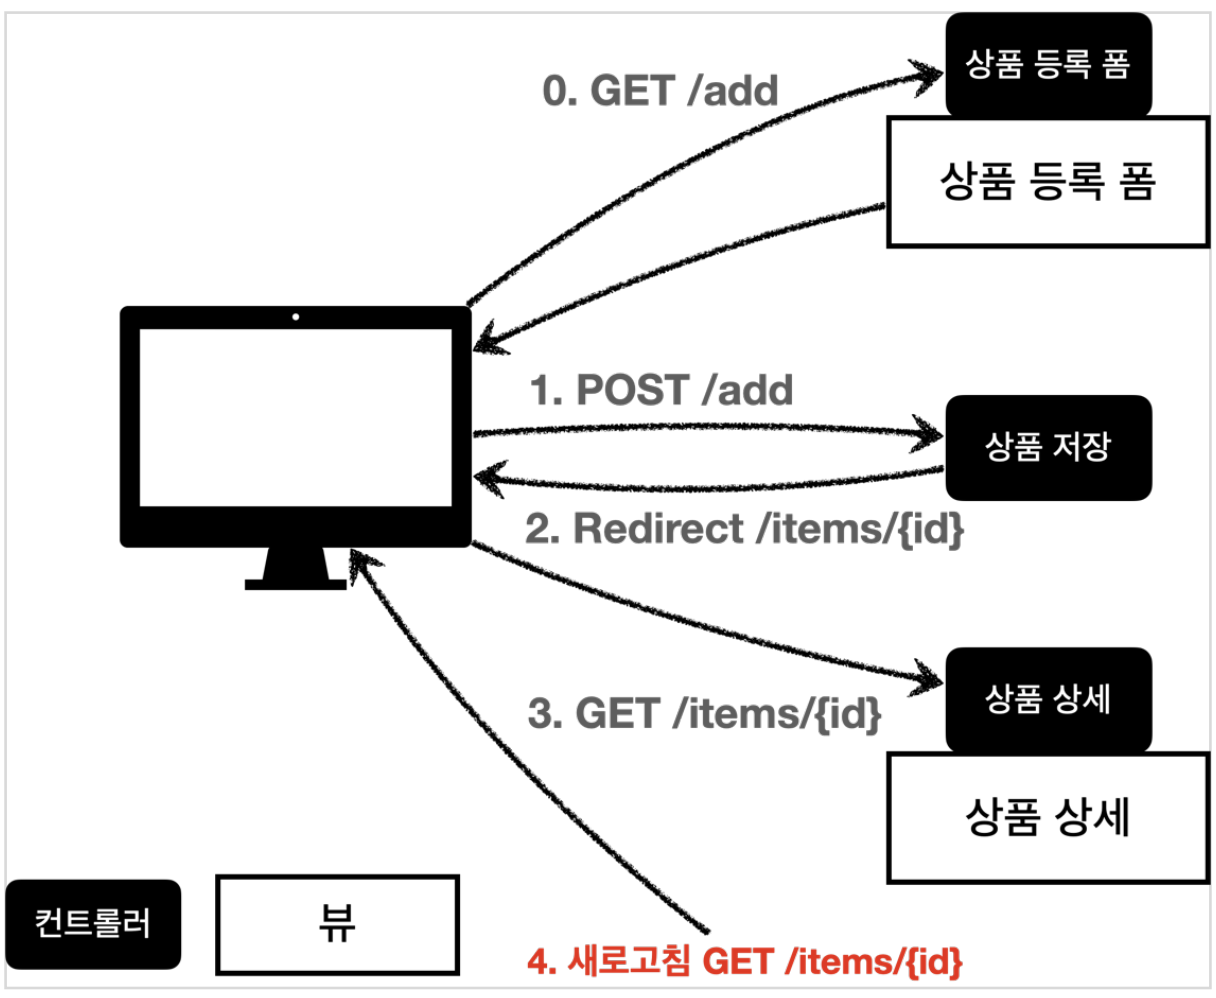 상품 등록 폼
0. GET /add
상품 등록 폼
1. POST /add
상품 저장
2. Redirect /items/{id}
상품 상세
3. GET /items/{id}
상품 상세
컨트롤러
뷰
4. 새로고침 GET /items/{id}